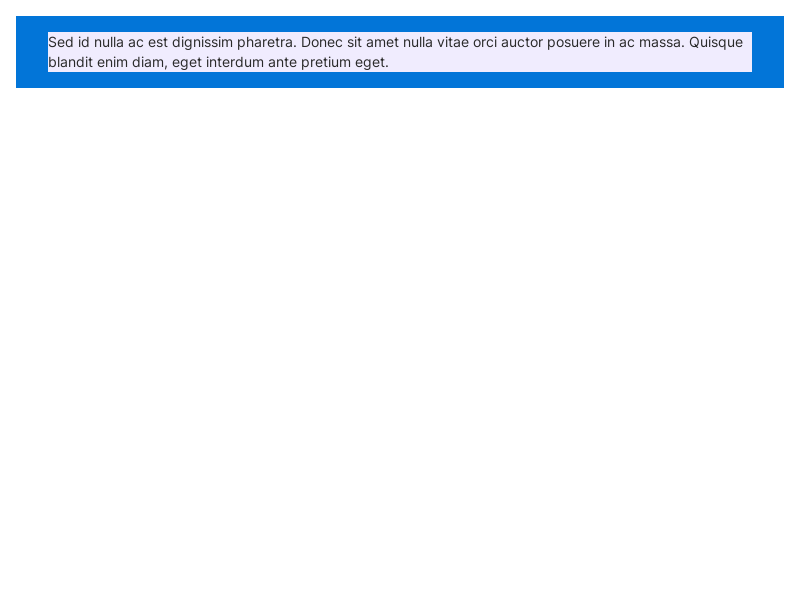 Sed id nulla ac est dignissim pharetra. Donec sit amet nulla vitae orci auctor posuere in ac massa. Quisque
blandit enim diam, eget interdum ante pretium eget.